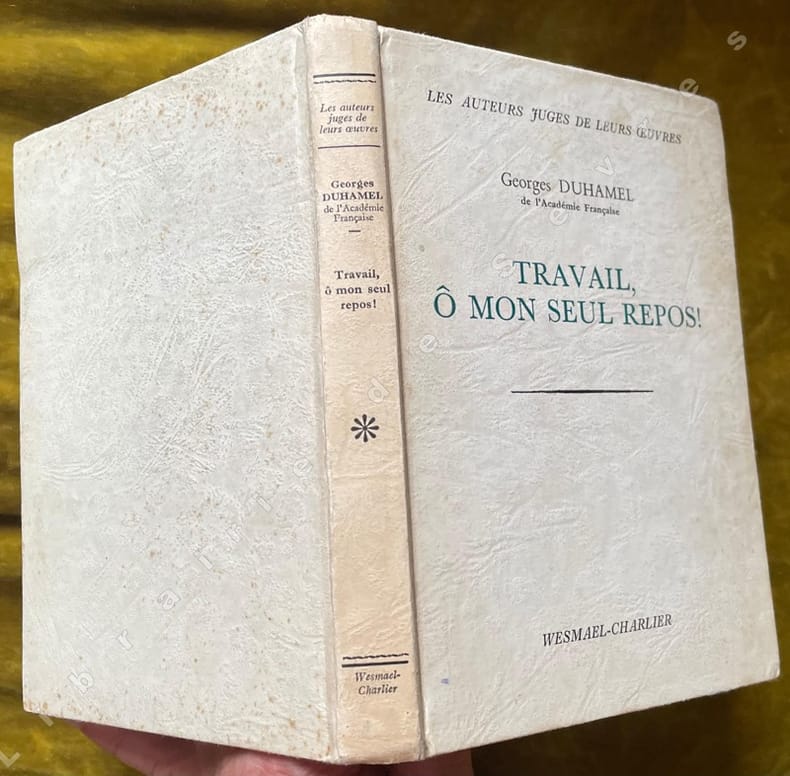 Les auteurs
juges de
leurs œuvres
Georges
DUHAMEL
de l'Académie
Française
Travail,
ô mon seul
repos!
Wesmael-
Charlier
LES AUTEURS JUGES DE LEURS ŒUVRES
Georges DUHAMEL
de l'Académie Française
TRAVAIL,
Ô MON SEUL REPOS!
WESMAEL-CHARLIER